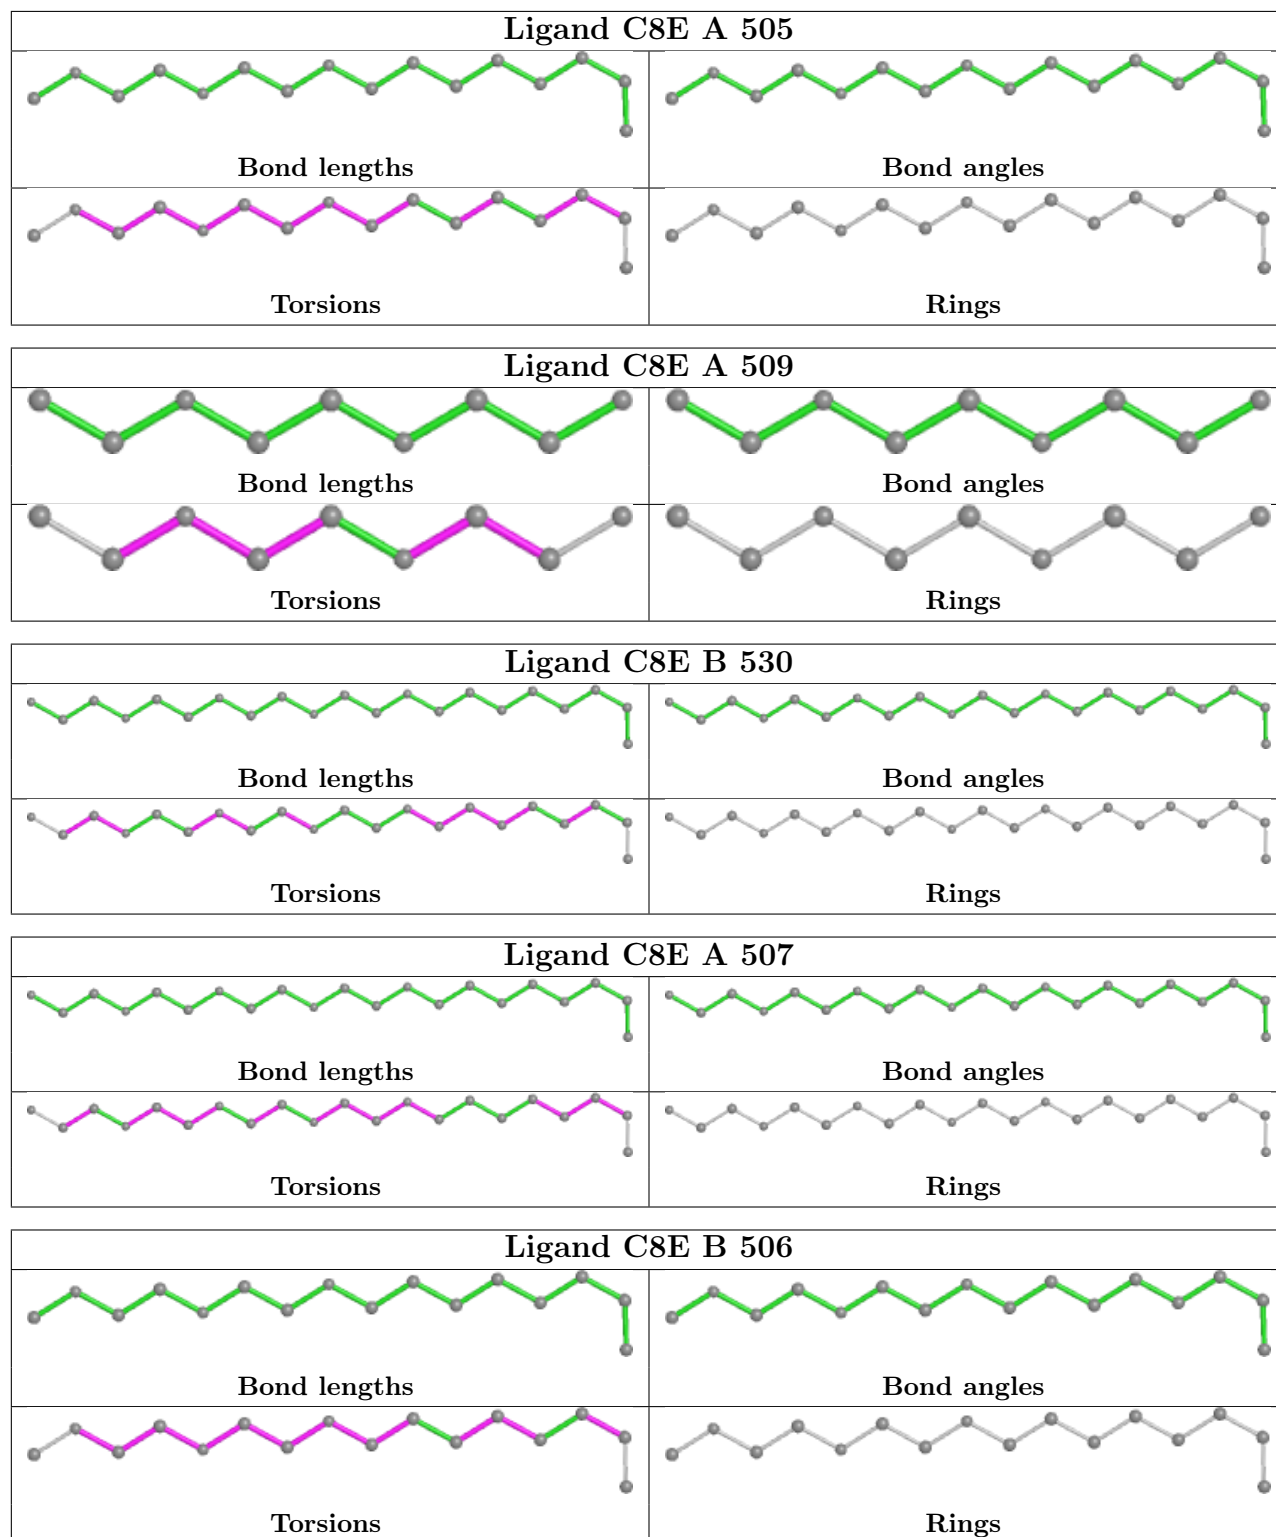 Ligand C8E A 505
Bond lengths
Bond angles
Torsions
Rings
Ligand C8E A 509
Bond lengths
Bond angles
Torsions
Rings
Ligand C8E B 530
Bond lengths
Bond angles
Torsions
Rings
Ligand C8E A 507
Bond lengths
Bond angles
Torsions
Rings
Ligand C8E B 506
Bond lengths
Bond angles
Torsions
Rings